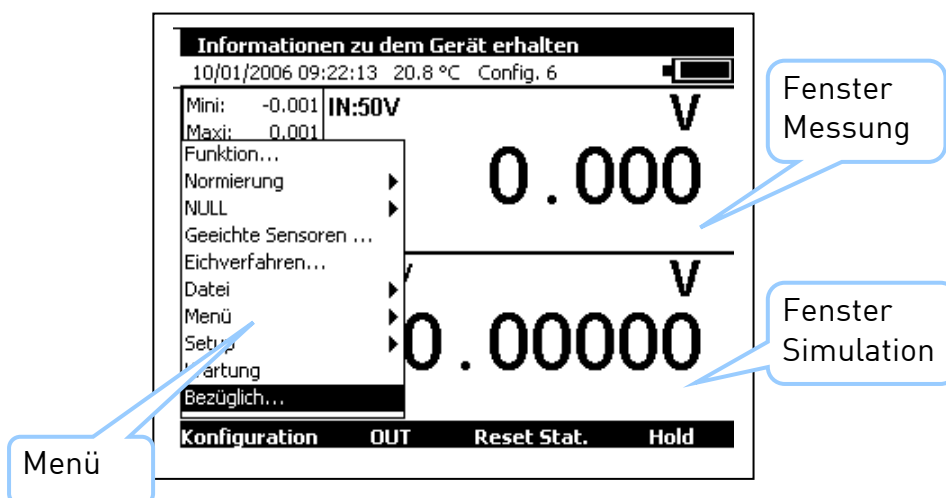 Informationen zu dem Gerät erhalten
10/01/2006 09:22:13 20.8 °C Config. 6
Mini: -0.001
Maxi: 0.001
IN:50V
V
0.000
Funktion...
Normierung
NULL
Geeichte Sensoren ...
Eichverfahren...
Datei
Menü
Setup
Wartung
Bezüglich...
V
0.00000
Konfiguration OUT Reset Stat. Hold
Fenster
Messung
Fenster
Simulation
Menü